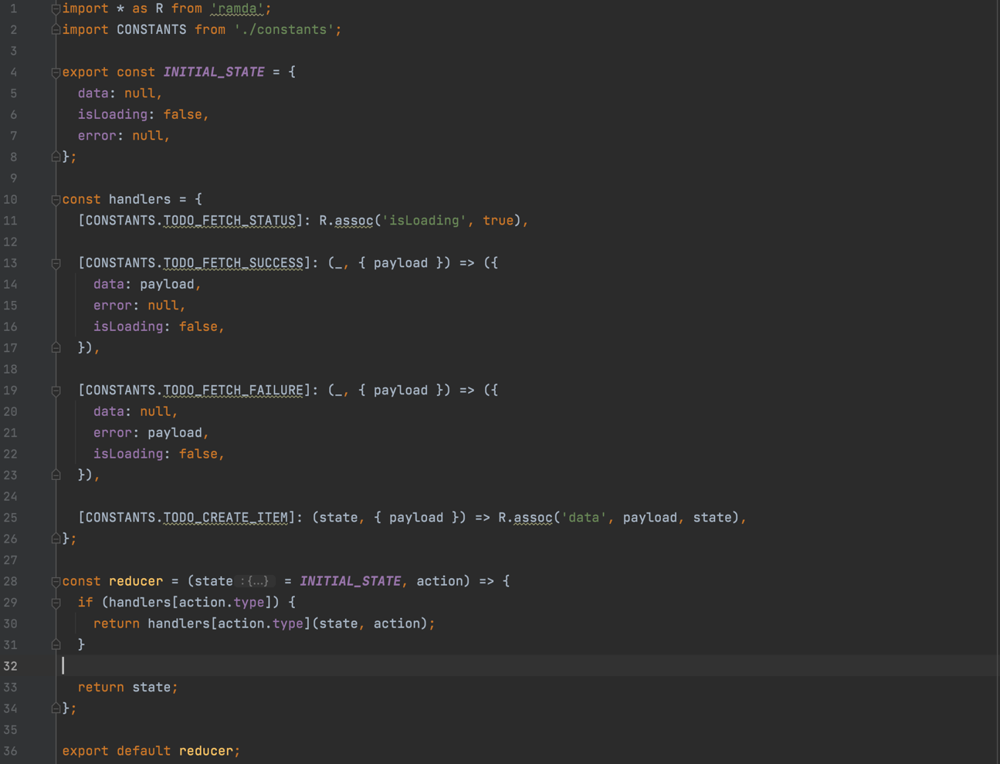 1 import * as R from 'ramda';
2 import CONSTANTS from './constants';
3
4 export const INITIAL_STATE = {
5   data: null,
6   isLoading: false,
7   error: null,
8 };
9
10 const handlers = {
11   [CONSTANTS.TODO_FETCH_STATUS]: R.assoc('isLoading', true),
12
13   [CONSTANTS.TODO_FETCH_SUCCESS]: (_, { payload }) => ({
14     data: payload,
15     error: null,
16     isLoading: false,
17   }),
18
19   [CONSTANTS.TODO_FETCH_FAILURE]: (_, { payload }) => ({
20     data: null,
21     error: payload,
22     isLoading: false,
23   }),
24
25   [CONSTANTS.TODO_CREATE_ITEM]: (state, { payload }) => R.assoc('data', payload, state),
26 };
27
28 const reducer = (state :{...} = INITIAL_STATE, action) => {
29   if (handlers[action.type]) {
30     return handlers[action.type](state, action);
31   }
32
33   return state;
34 };
35
36 export default reducer;